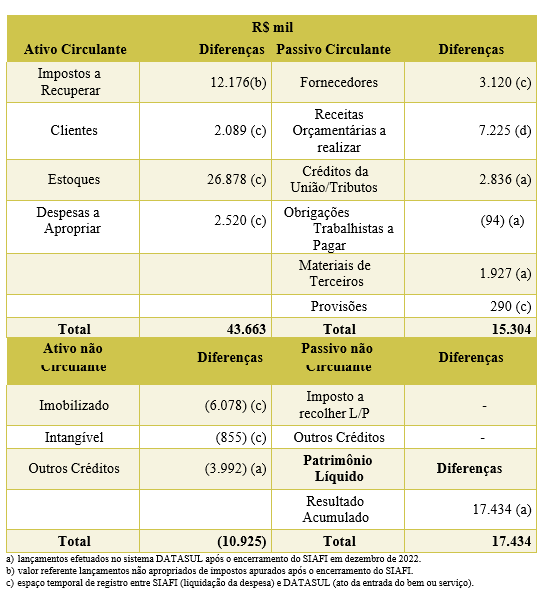 R$ mil
Ativo Circulante Diferenças Passivo Circulante Diferenças
Impostos a Recuperar 12.176(b) Fornecedores 3.120 (c)
Clientes 2.089 (c) Receitas Orçamentárias a realizar 7.225 (d)
Estoques 26.878 (c) Créditos da União/Tributos 2.836 (a)
Despesas a Apropriar 2.520 (c) Obrigações Trabalhistas a Pagar (94) (a)
Materiais de Terceiros 1.927 (a)
Provisões 290 (c)
Total 43.663 Total 15.304
Ativo não Circulante Diferenças Passivo não Circulante Diferenças
Imobilizado (6.078) (c) Imposto a recolher L/P -
Intangível (855) (c) Outros Créditos -
Outros Créditos (3.992) (a) Patrimônio Líquido Diferenças
Resultado Acumulado 17.434 (a)
Total (10.925) Total 17.434
a) lançamentos efetuados no sistema DATASUL após o encerramento do SIAFI em dezembro de 2022.
b) valor referente lançamentos não apropriados de impostos apurados após o encerramento do SIAFI.
c) espaço temporal de registro entre SIAFI (liquidação da despesa) e DATASUL (ato da entrada do bem ou serviço).